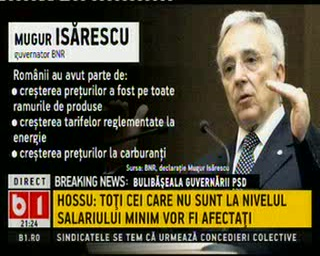 MUGUR ISĂRESCU
guvernator BNR
Românii au avut parte de:
• creșterea prețurilor a fost pe toate
ramurile de produse
• creșterea tarifelor reglementate la
energie
• creșterea prețurilor la carburanți
Sursa: BNR, declarație Mugur Isărescu
DIRECT
BREAKING NEWS: BULIBĂȘEALA GUVERNĂRII PSD
b1
HOSSU: TOȚI CEI CARE NU SUNT LA NIVELUL
SALARIULUI MINIM VOR FI AFECTAȚI
21:24
B1.RO
SINDICATELE SE TEM CĂ URMEAZĂ CONCEDIERI COLECTIVE